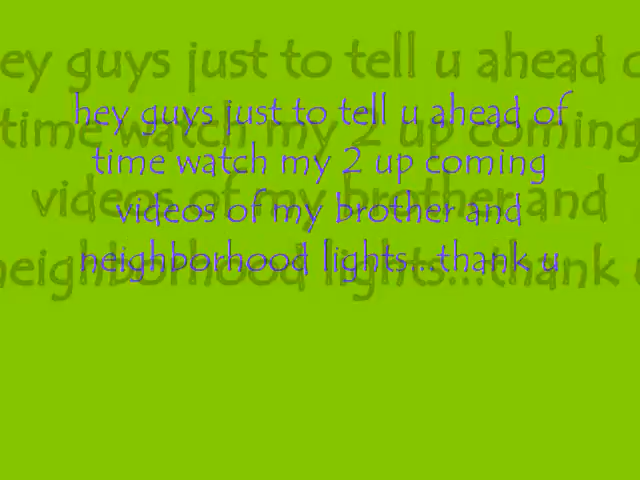 hey guys just to tell u ahead of
time watch my 2 up coming
videos of my brother and
neighborhood lights...thank u